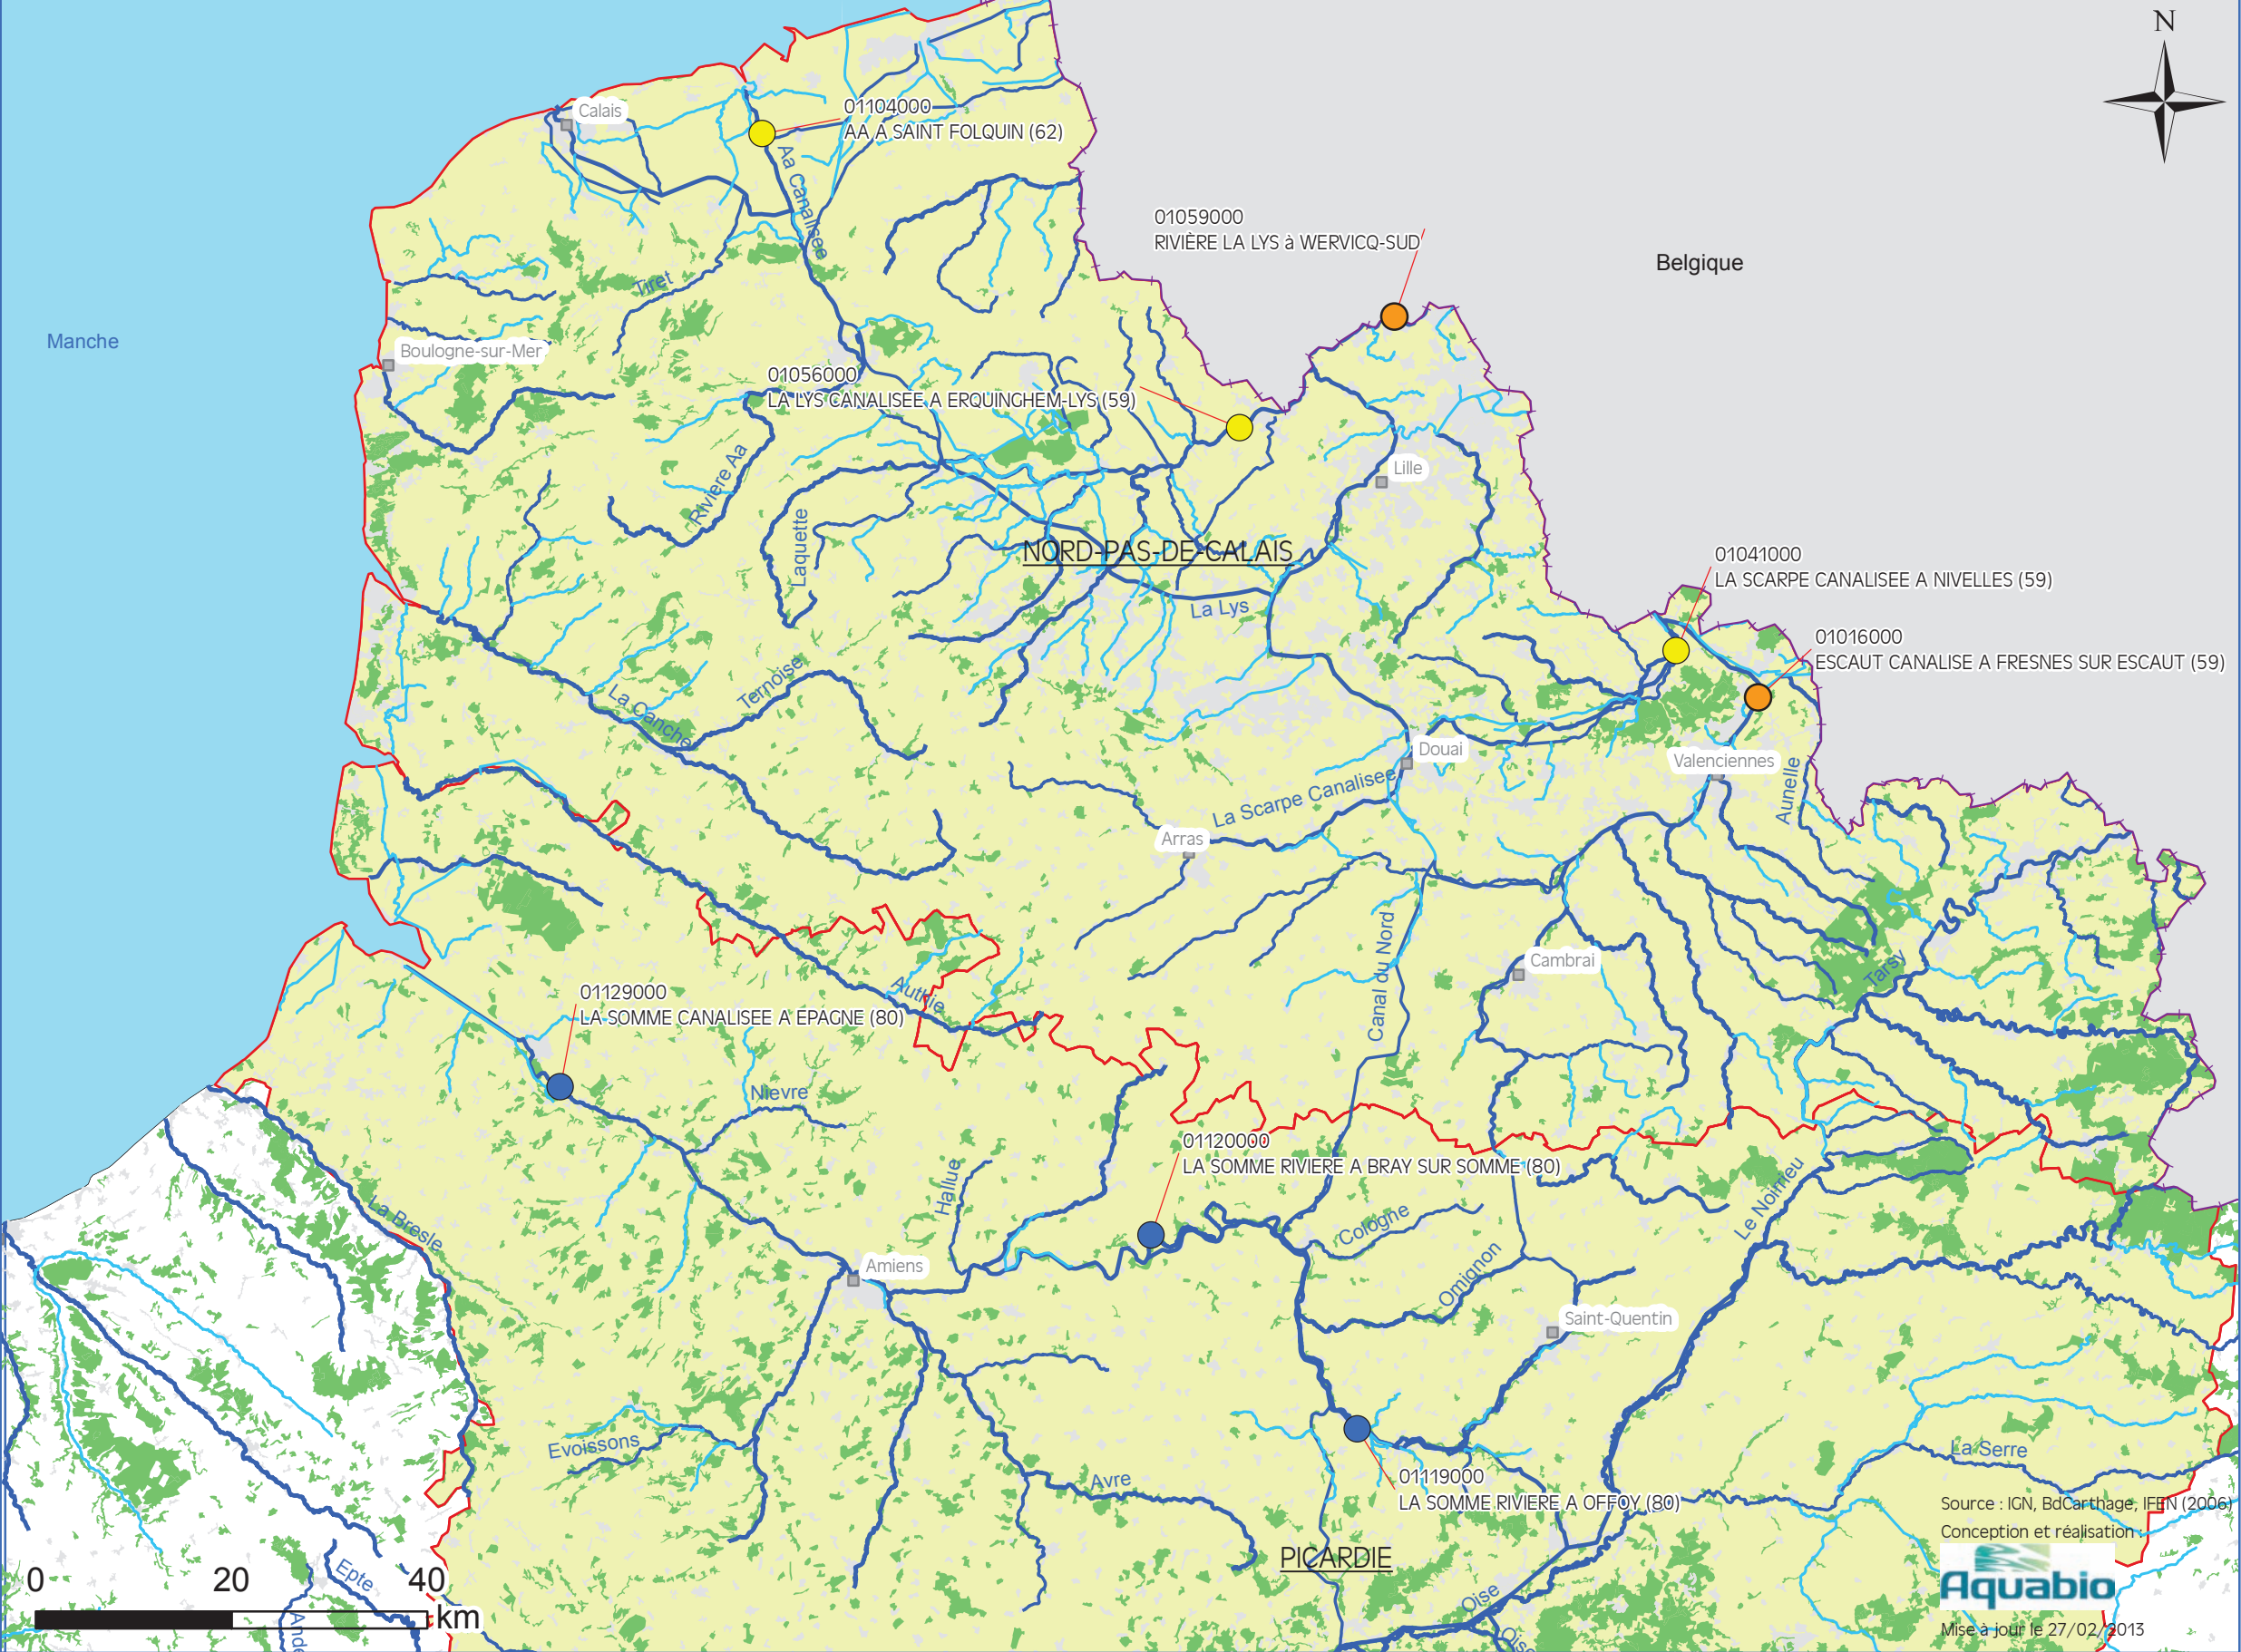 N
Calais
01104000
AA A SAINT FOLQUIN (62)
Aa Canalisee
01059000
RIVIÈRE LA LYS à WERVICQ-SUD
Belgique
Tiret
Manche
Boulogne-sur-Mer
01056000
LA LYS CANALISEE A ERQUINGHEM-LYS (59)
Riviere Aa
Lille
Laquette
NORD-PAS-DE-CALAIS
01041000
LA SCARPE CANALISEE A NIVELLES (59)
La Lys
01016000
ESCAUT CANALISE A FRESNES SUR ESCAUT (59)
Ternoise
La Canche
Douai
Valenciennes
Aunelle
La Scarpe Canalisee
Arras
Canal du Nord
Cambrai
Tarsy
Authie
01129000
LA SOMME CANALISEE A EPAGNE (80)
Nievre
01120000
LA SOMME RIVIERE A BRAY SUR SOMME (80)
Hallue
La Bresle
Cologne
Le Noirrieu
Amiens
Omignon
Saint-Quentin
Evoissons
Avre
La Serre
01119000
LA SOMME RIVIERE A OFFOY (80)
Source : IGN, BdCarthage, IFEN (2006)
Conception et réalisation :
PICARDIE
Aquabio
Epte
Oise
0 20 40
km
Ande
Oise
Mise à jour le 27/02/2013